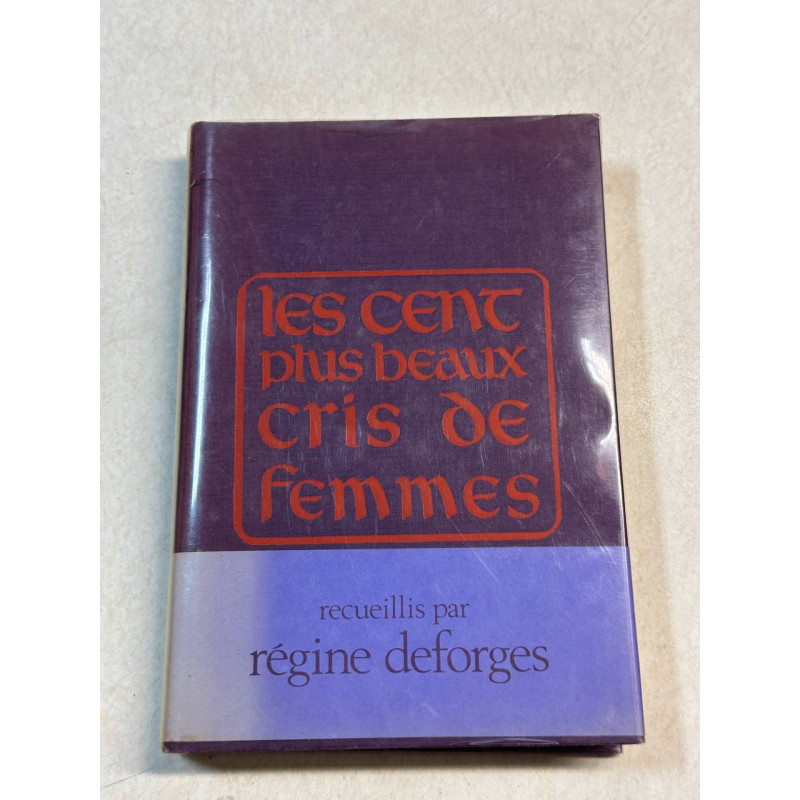 les cent
plus beaux
cris de
femmes
recueillis par
régine deforges